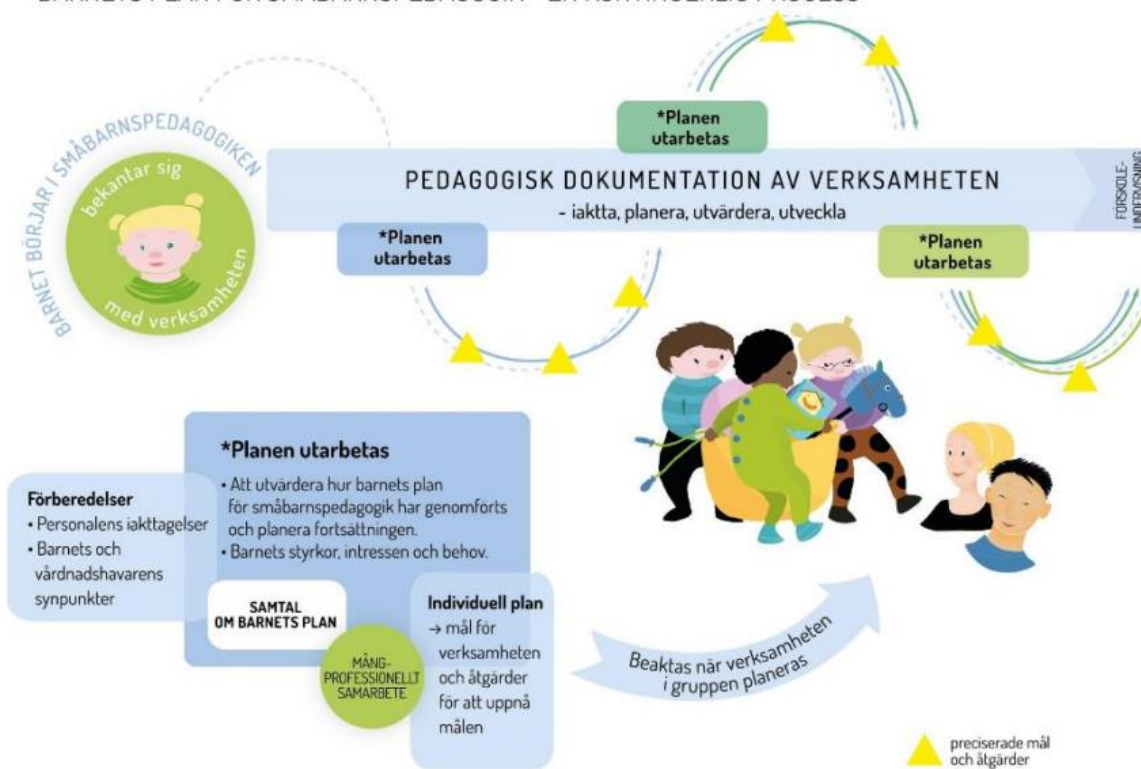 BARNET BÖRJAR I SMÅBARNSPEDAGOGIKEN
bekantar sig
med verksamheten
*Planen
utarbetas
PEDAGOGISK DOKUMENTATION AV VERKSAMHETEN
- iaktta, planera, utvärdera, utveckla
FÖRSKOLE-
UNDERVISNING
*Planen
utarbetas
*Planen
utarbetas
*Planen utarbetas
• Att utvärdera hur barnets plan
för småbarnspedagogik har genomförts
och planera fortsättningen.
• Barnets styrkor, intressen och behov.
Förberedelser
• Personalens iakttagelser
• Barnets och
vårdnadshavarens
synpunkter
SAMTAL
OM BARNETS PLAN
MÅNG-
PROFESSIONELLT
SAMARBETE
Individuell plan
→ mål för
verksamheten
och åtgärder
för att uppnå
målen
Beaktas när verksamheten
i gruppen planeras
preciserade mål
och åtgärder